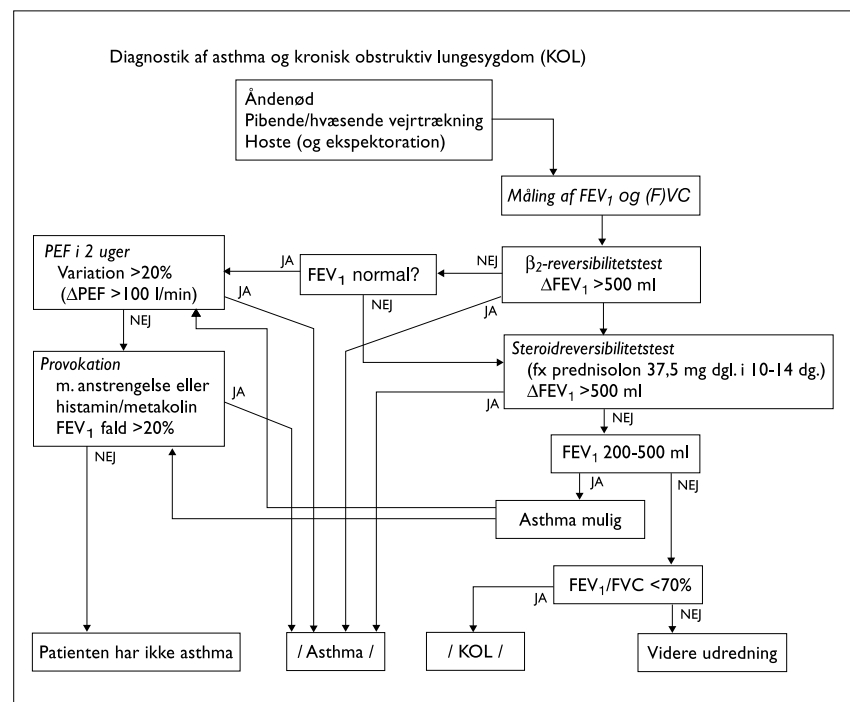 Diagnostik af asthma og kronisk obstruktiv lungesygdom (KOL)
Åndenød
Pibende/hvæsende vejrtrækning
Hoste (og ekspektoration)
Måling af FEV₁ og (F)VC
PEF i 2 uger
Variation >20%
(ΔPEF >100 l/min)
JA
NEJ
JA
FEV₁ normal?
NEJ
NEJ
β₂-reversibilitetstest
ΔFEV₁ >500 ml
JA
Steroidreversibilitetstest
(fx prednisolon 37,5 mg dgl. i 10-14 dg.)
ΔFEV₁ >500 ml
JA
NEJ
Provokation
m. anstrengelse eller
histamin/metakolin
FEV₁ fald >20%
JA
NEJ
FEV₁ 200-500 ml
JA
NEJ
Asthma mulig
FEV₁/FVC <70%
JA
NEJ
Patienten har ikke asthma
/ Asthma /
/ KOL /
Videre udredning